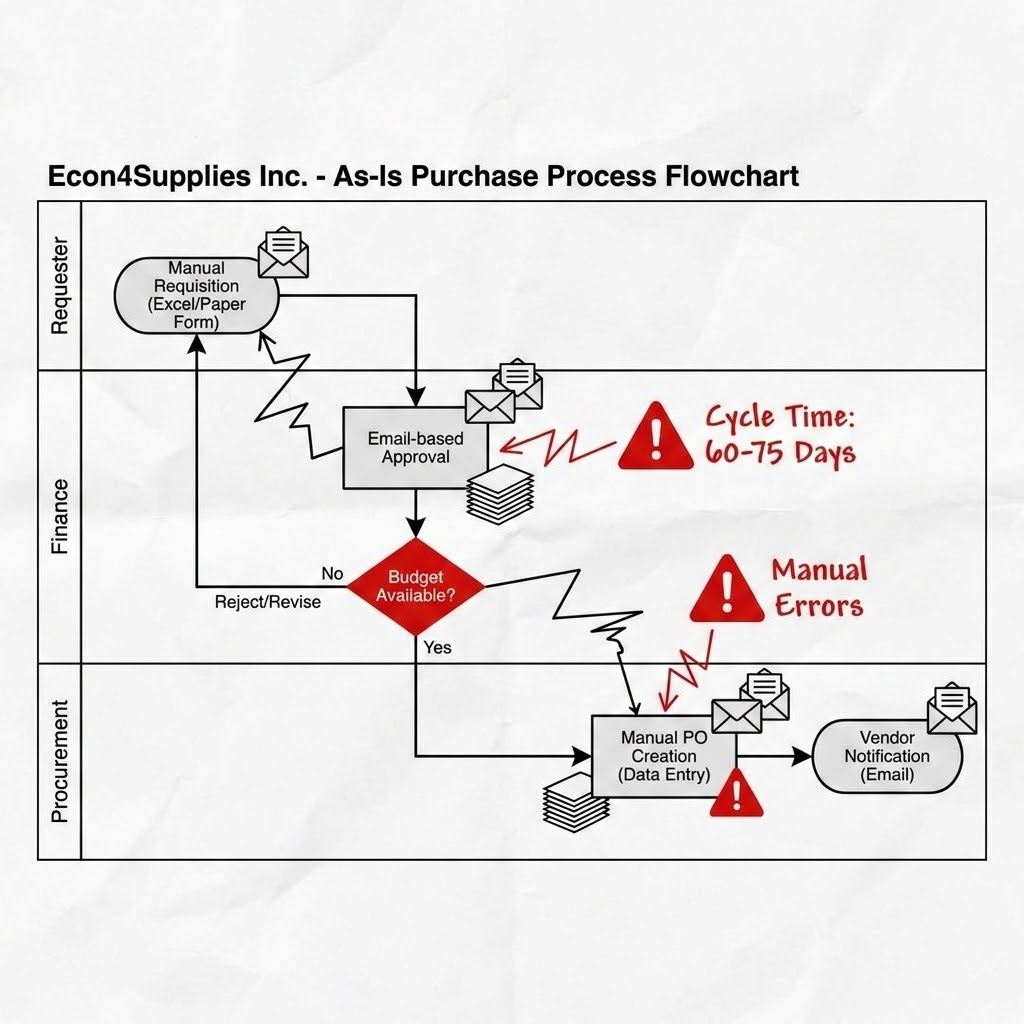 Econ4Supplies Inc. - As-Is Purchase Process Flowchart
Requester
Manual
Requisition
(Excel/Paper
Form)
Finance
Email-based
Approval
Cycle Time:
60-75 Days
Budget
Available?
No
Reject/Revise
Yes
Manual
Errors
Procurement
Manual PO
Creation
(Data Entry)
Vendor
Notification
(Email)